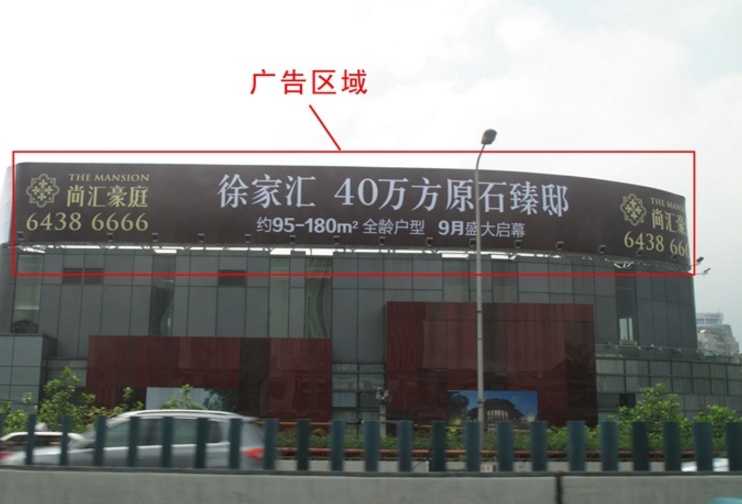 广告区域
THE MANSION
尚汇豪庭
6438 6666
徐家汇 40万方原石臻邸
约95-180m² 全龄户型 9月盛大启幕
THE MANS
尚汇豪
6438 66